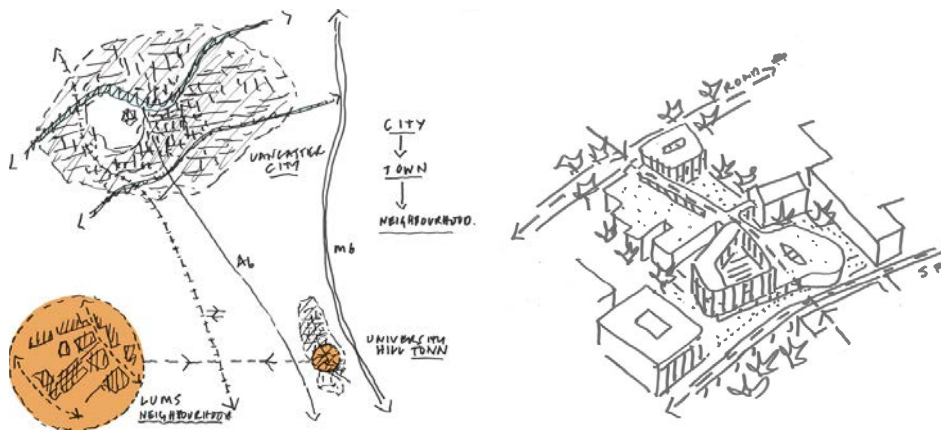 LANCASTER
CITY
CITY
TOWN
NEIGHBOURHOOD.
A6
M6
UNIVERSITY
HILL TOWN
LUMS
NEIGHBOURHOOD
ROAD